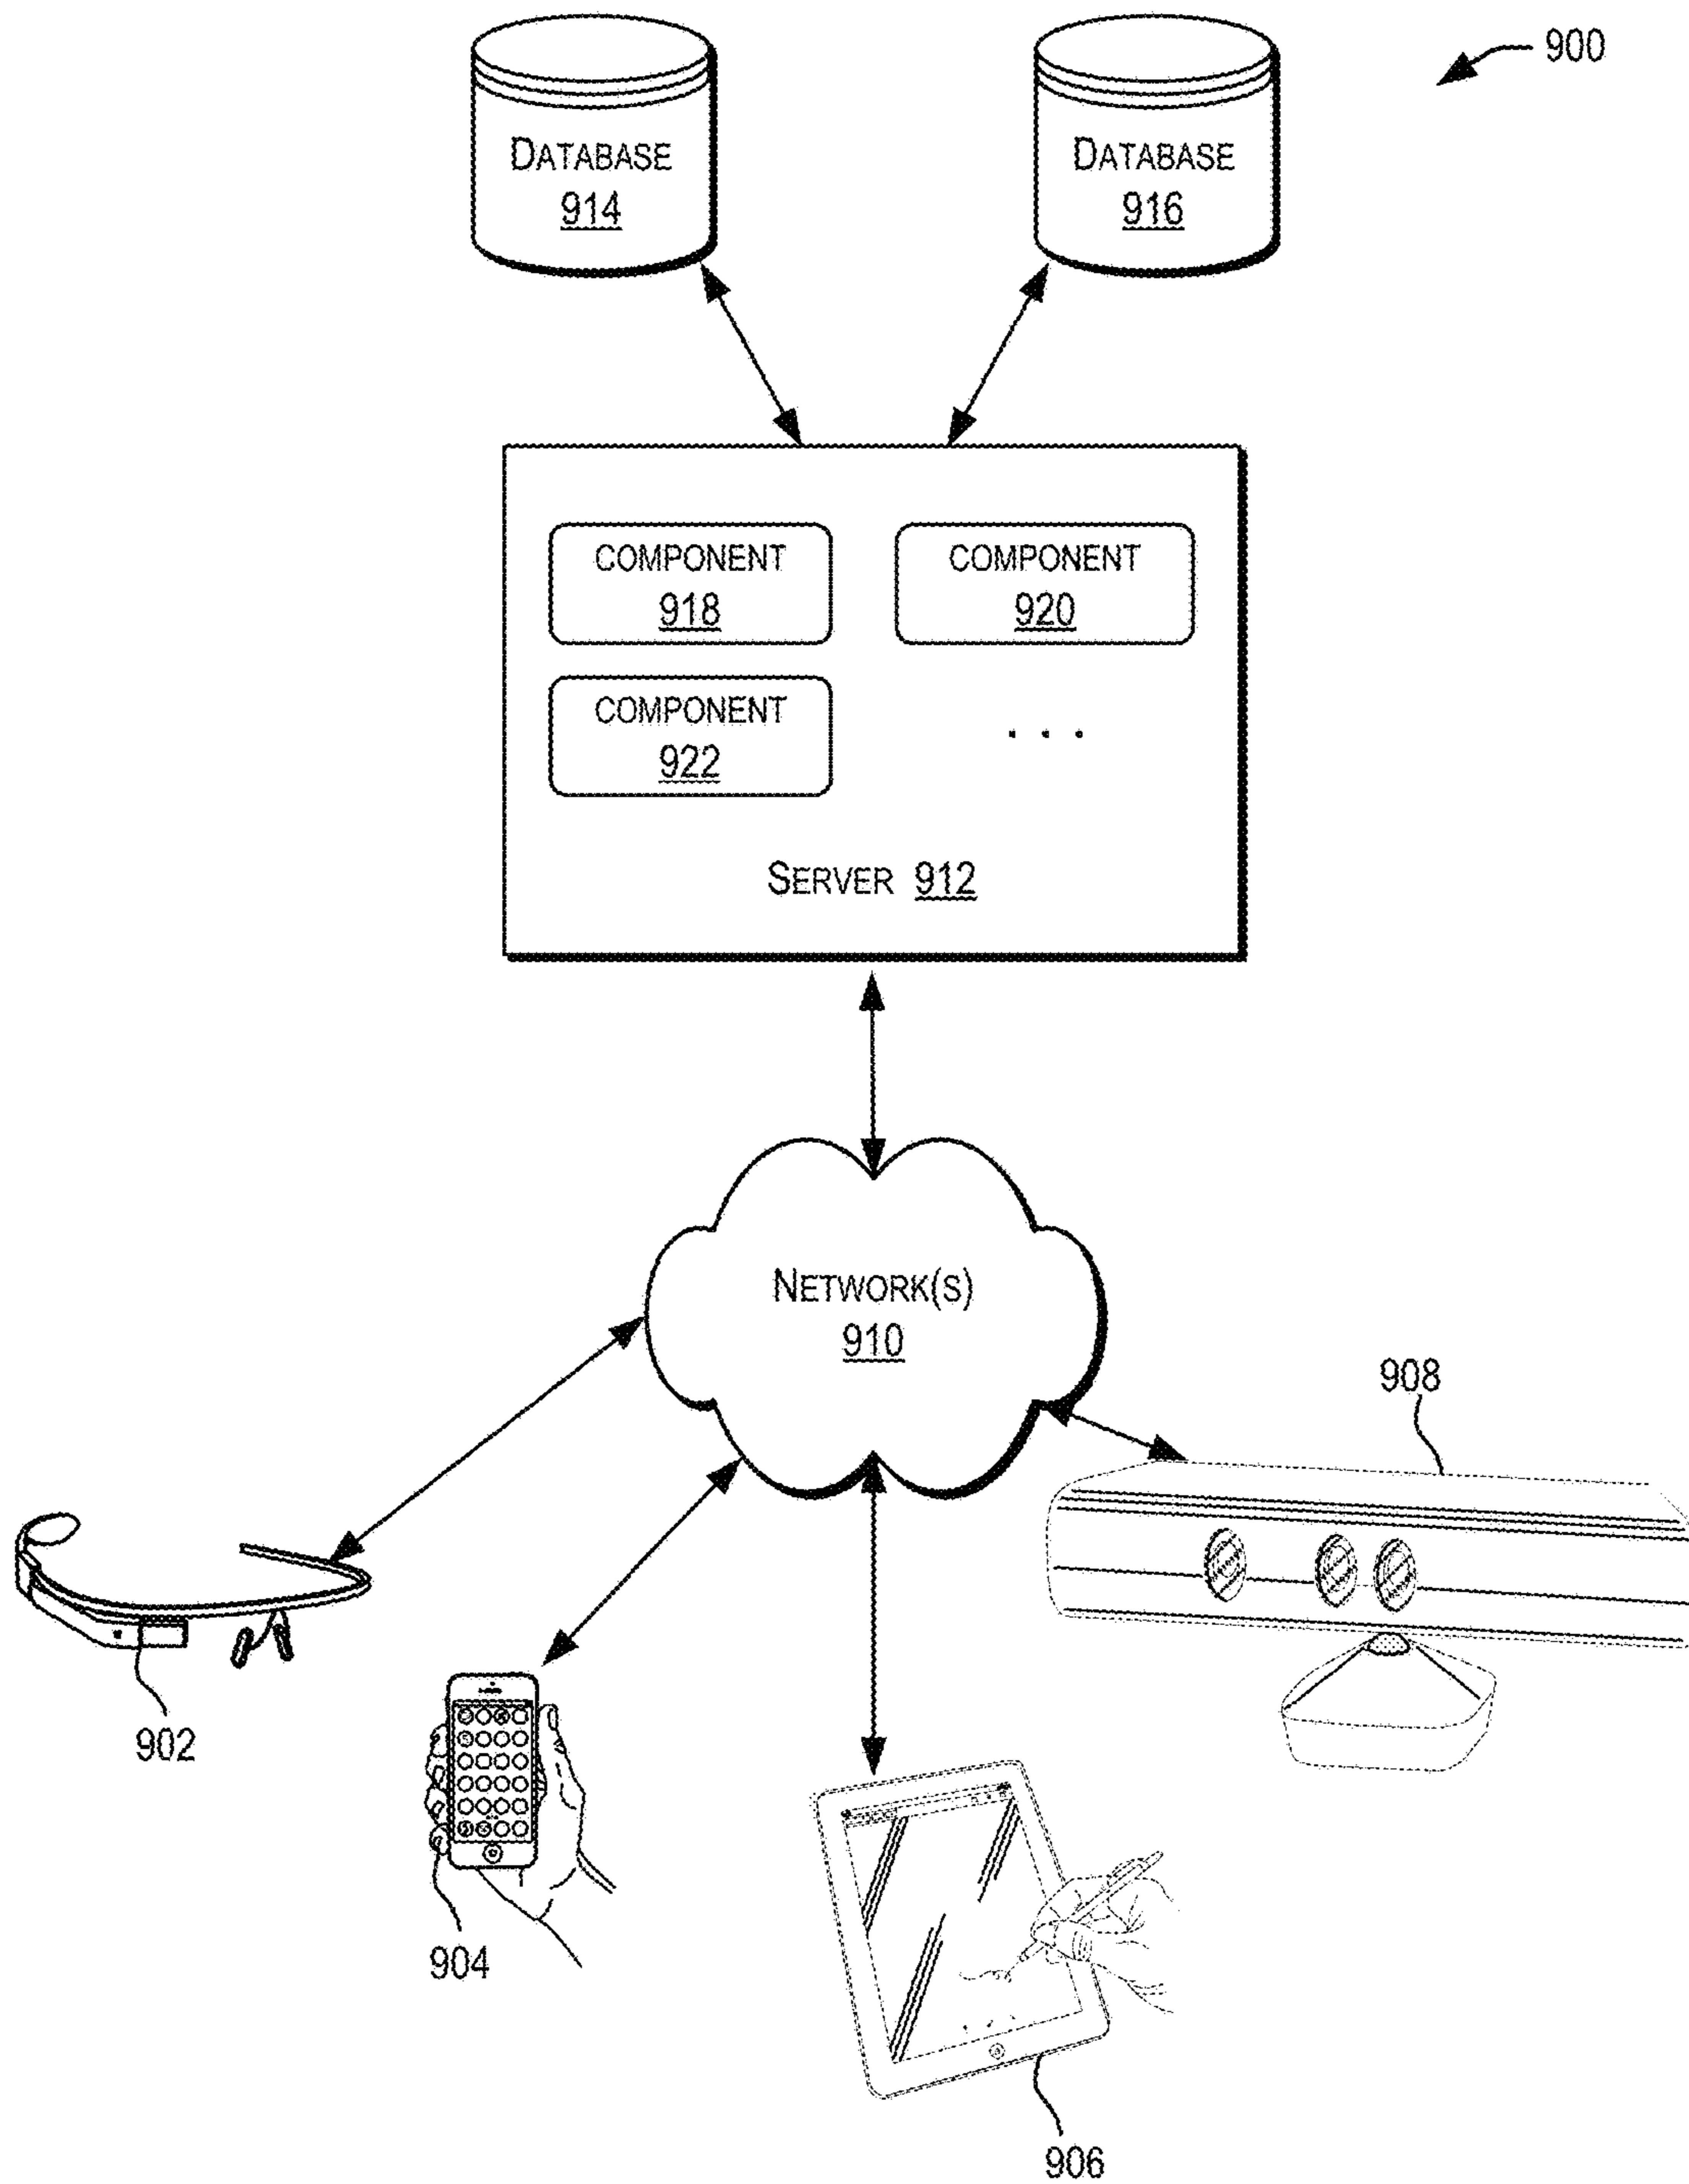 900
DATABASE
914
DATABASE
916
COMPONENT
918
COMPONENT
920
COMPONENT
922
. . .
SERVER 912
NETWORK(S)
910
908
902
904
906